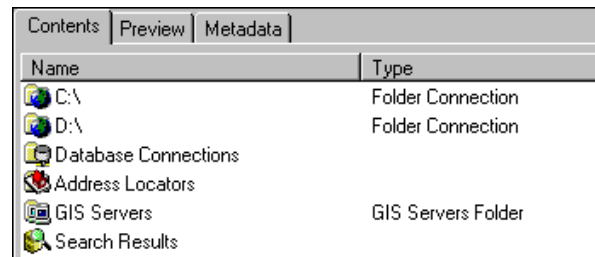 Contents Preview Metadata
Name Type
C:\ Folder Connection
D:\ Folder Connection
Database Connections
Address Locators
GIS Servers GIS Servers Folder
Search Results